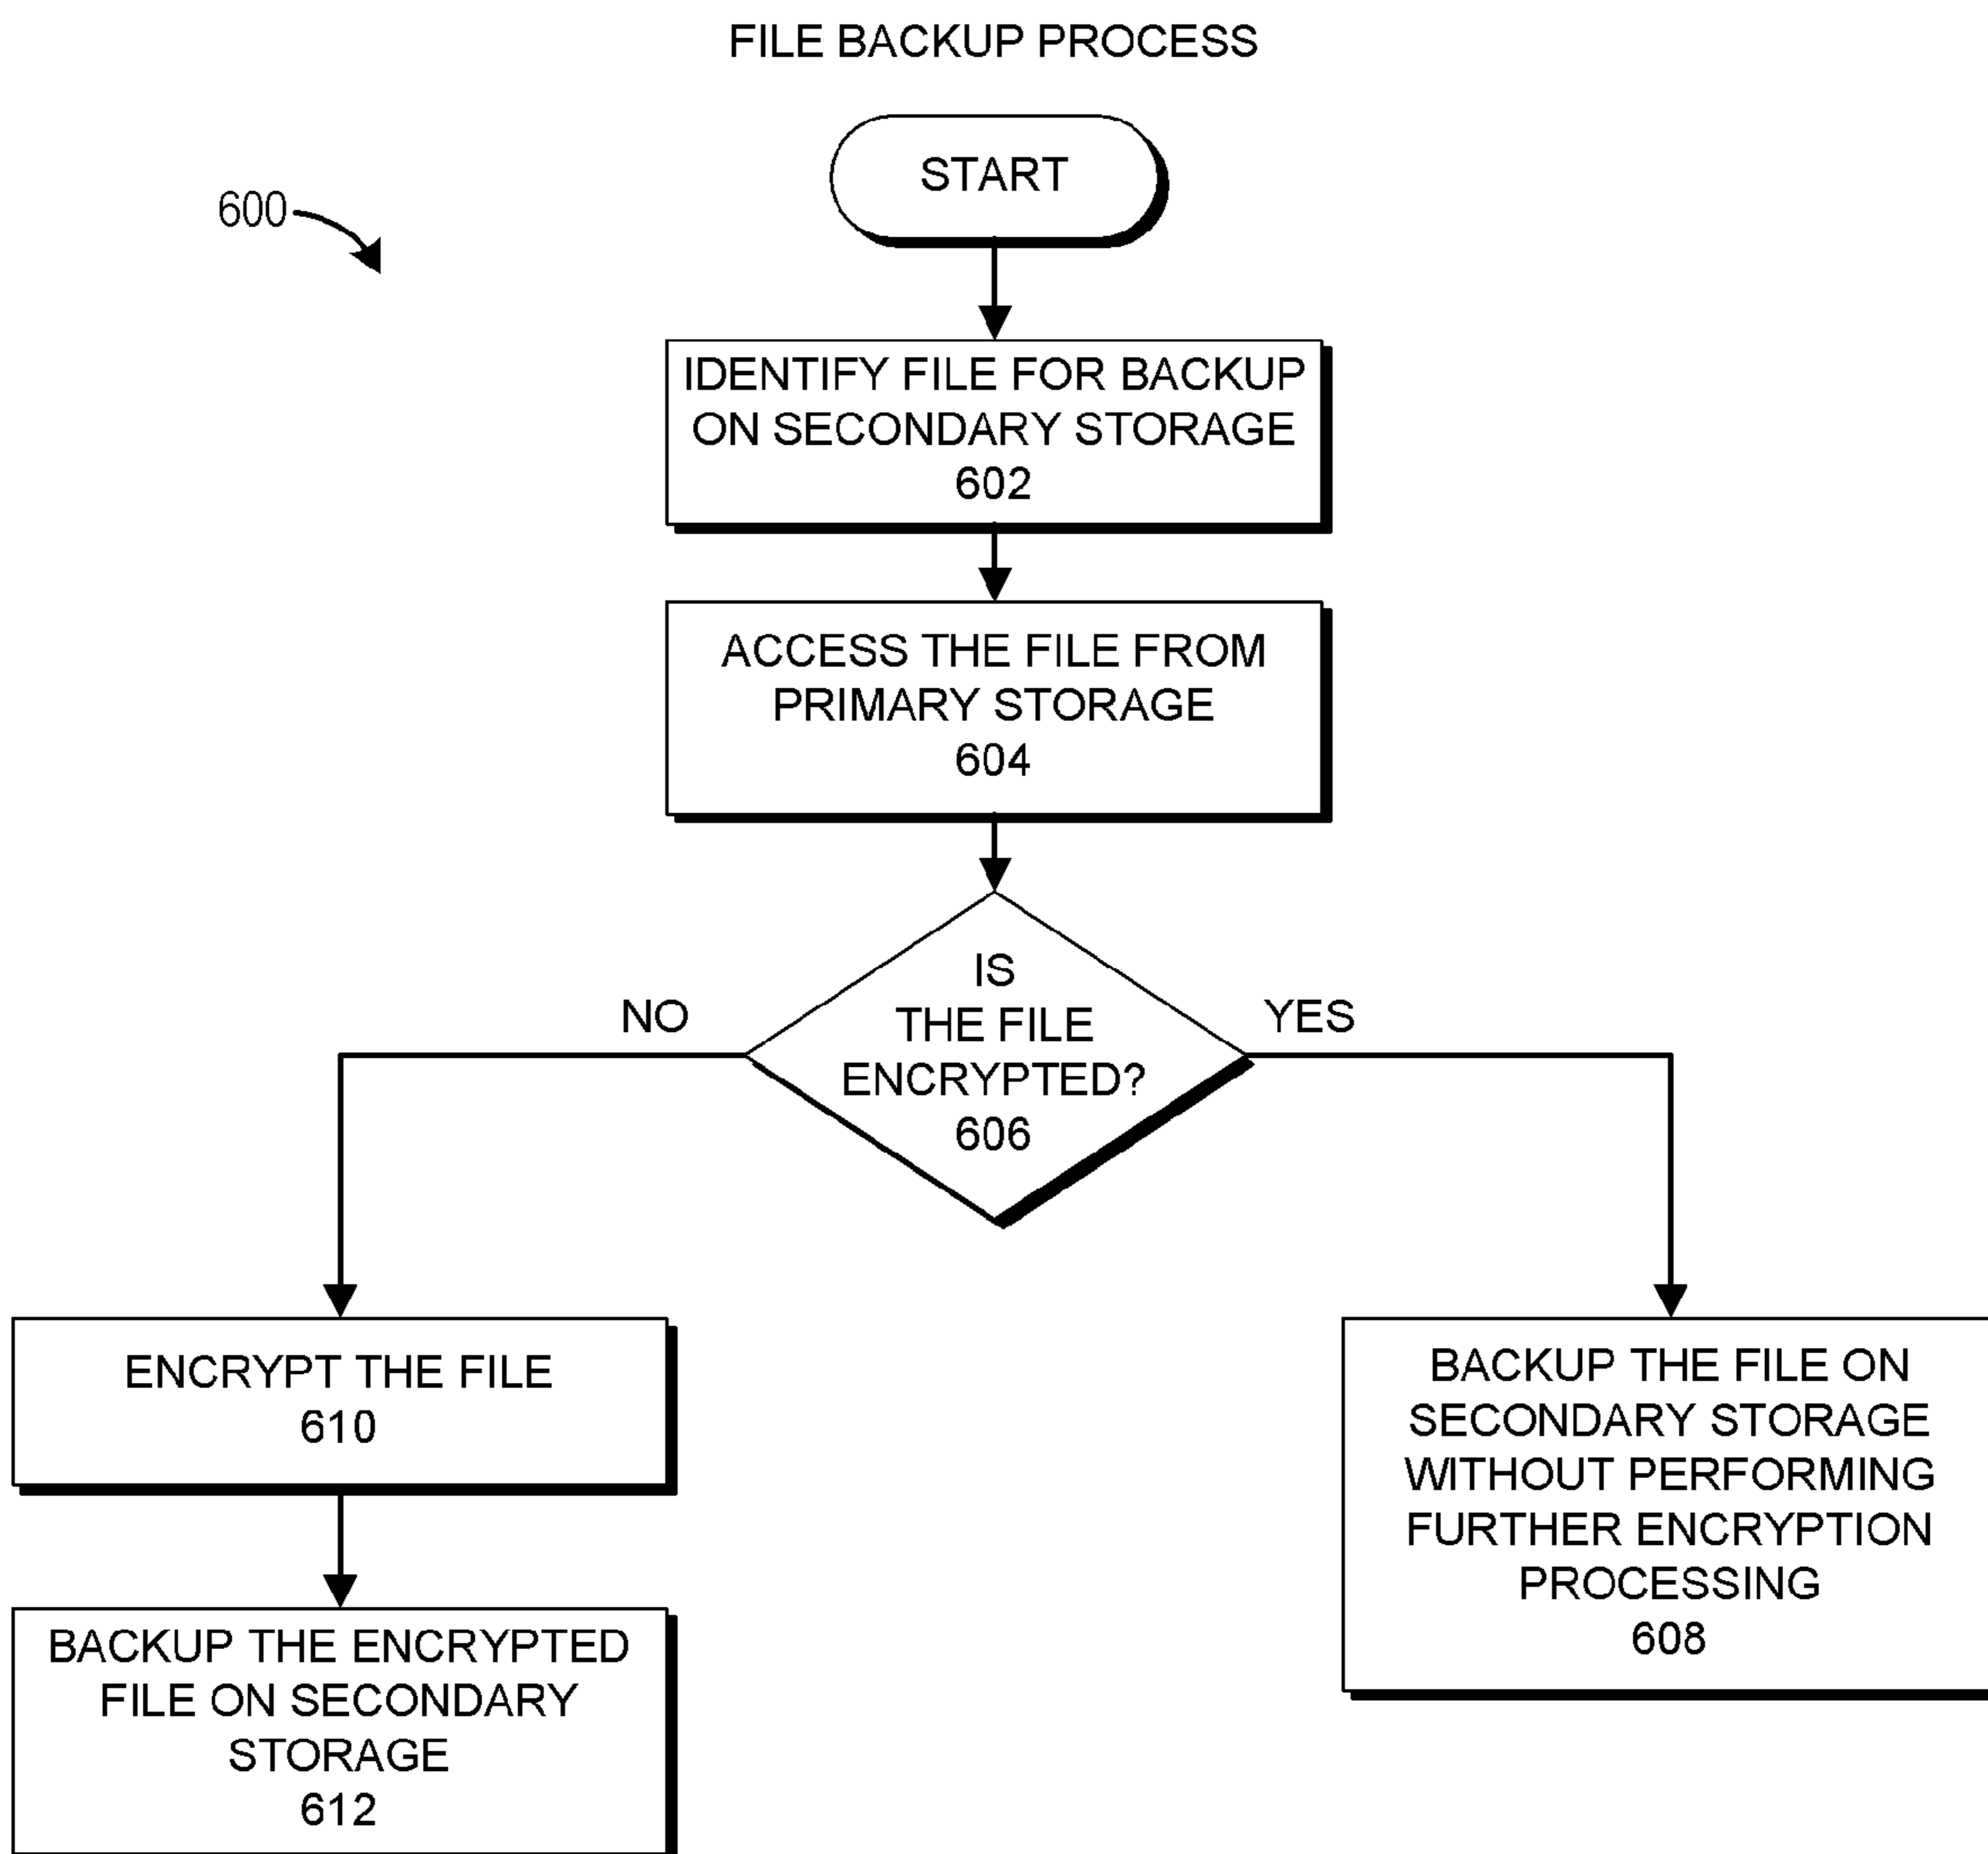 FILE BACKUP PROCESS
START
600
IDENTIFY FILE FOR BACKUP
ON SECONDARY STORAGE
602
ACCESS THE FILE FROM
PRIMARY STORAGE
604
IS
THE FILE
ENCRYPTED?
606
NO
YES
ENCRYPT THE FILE
610
BACKUP THE ENCRYPTED
FILE ON SECONDARY
STORAGE
612
BACKUP THE FILE ON
SECONDARY STORAGE
WITHOUT PERFORMING
FURTHER ENCRYPTION
PROCESSING
608